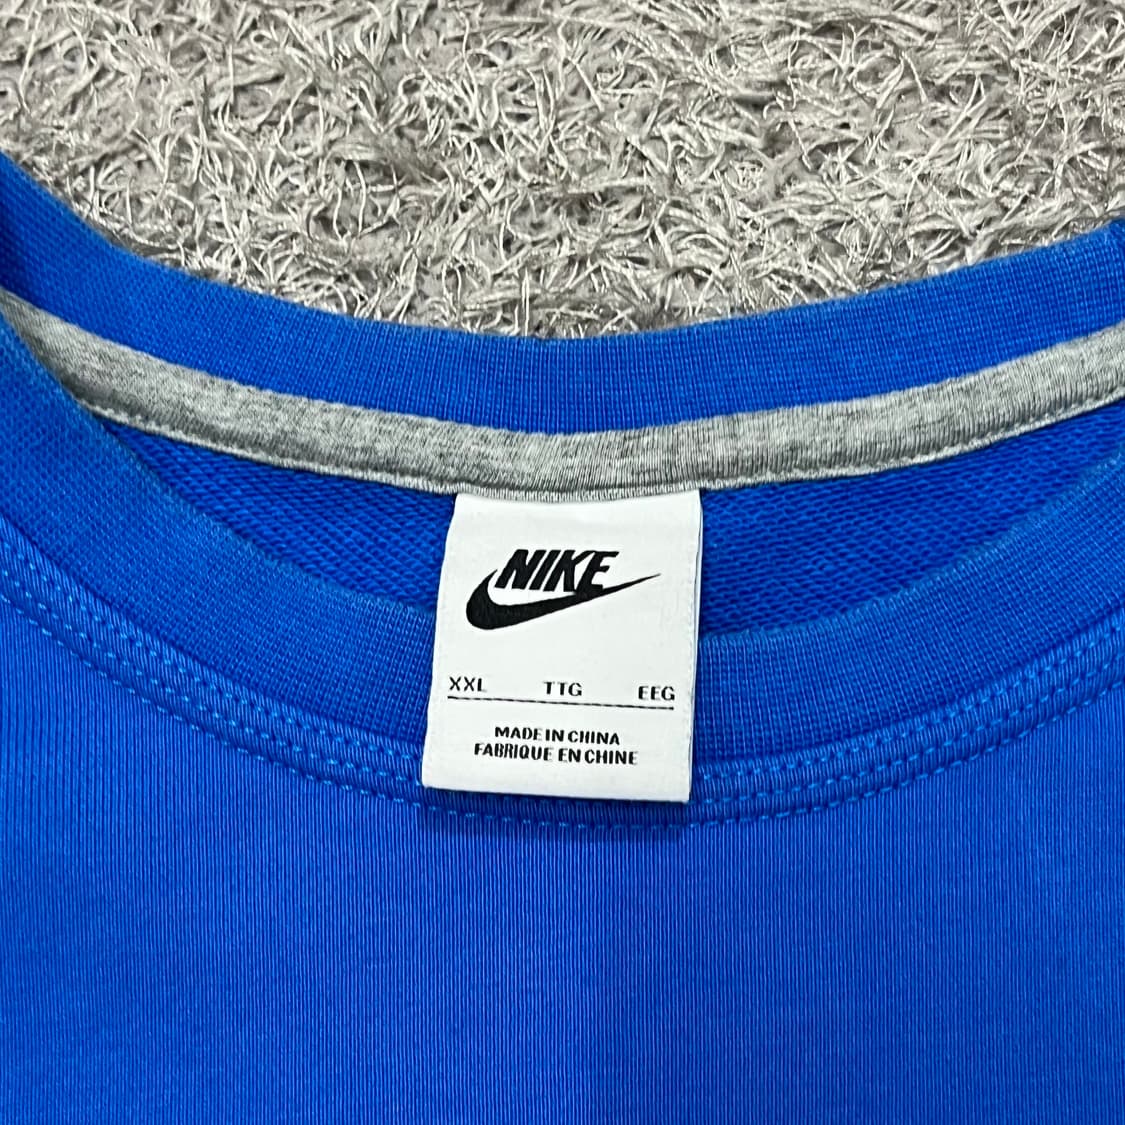 NIKE
XXL TTG EEG
MADE IN CHINA
FABRIQUE EN CHINE